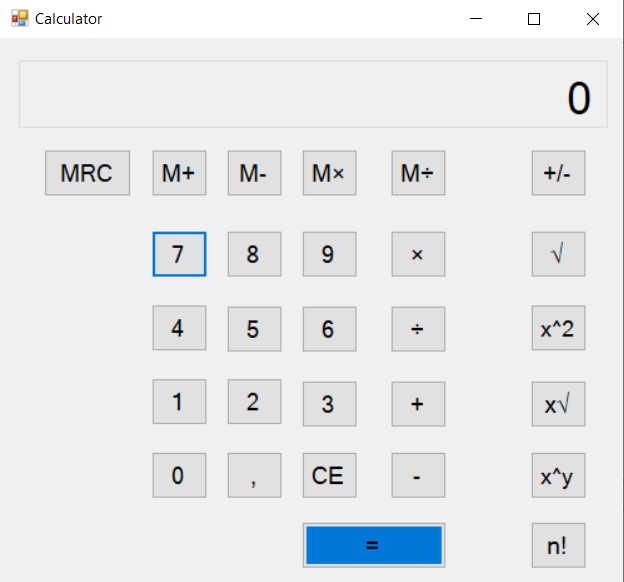 Calculator
0
MRC M+ M- M× M÷ +/-
7 8 9 × √
4 5 6 ÷ x^2
1 2 3 + x√
0 , CE - x^y
= n!